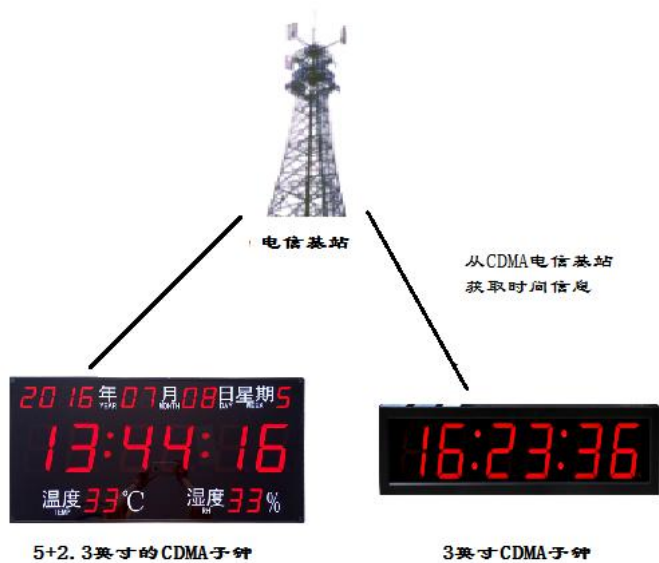 电信基站
从CDMA电信基站
获取时间信息
2016年07月08日星期5
YEAR MONTH DAY WEEK
13:44:16
温度33℃ 湿度33%
TEMP RH
16:23:36
5+2.3英寸的CDMA子钟
3英寸CDMA子钟